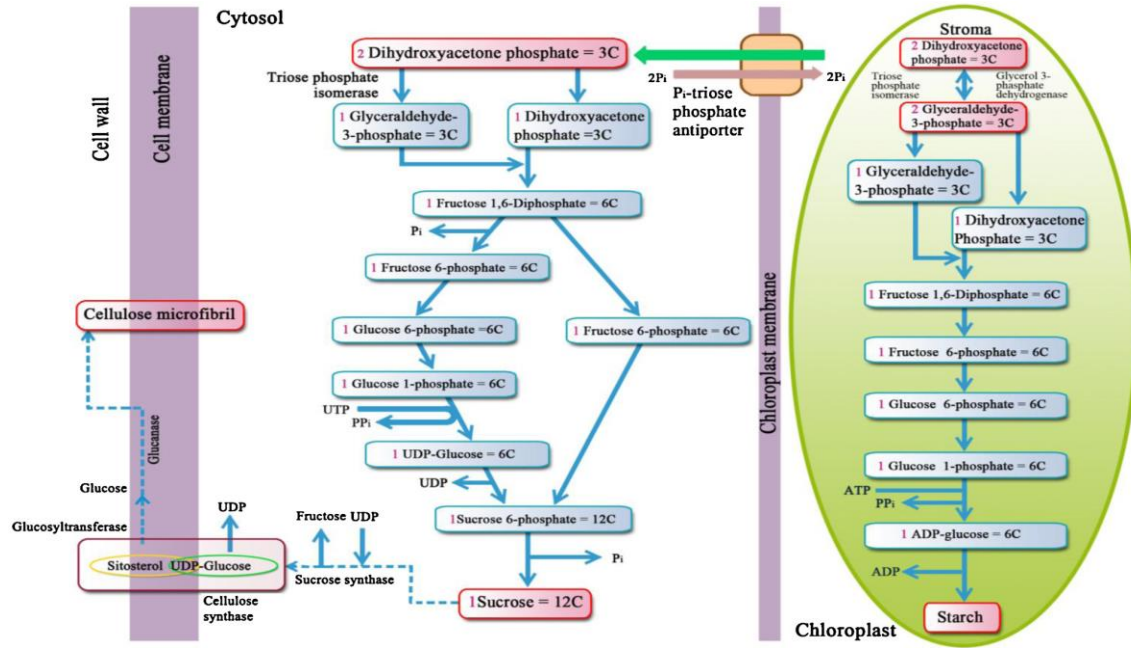 Cytosol
Cell wall
Cell membrane
2 Dihydroxyacetone phosphate = 3C
Triose phosphate
isomerase
1 Glyceraldehyde-
3-phosphate = 3C
1 Dihydroxyacetone
phosphate =3C
1 Fructose 1,6-Diphosphate = 6C
Pi
1 Fructose 6-phosphate = 6C
1 Glucose 6-phosphate =6C
1 Fructose 6-phosphate = 6C
1 Glucose 1-phosphate = 6C
UTP
PPi
1 UDP-Glucose = 6C
UDP
1Sucrose 6-phosphate = 12C
Pi
1Sucrose = 12C
Fructose UDP
Sucrose synthase
UDP
Sitosterol UDP-Glucose
Cellulose
synthase
Glucosyltransferase
Glucose
Glucanase
Cellulose microfibril
2Pi
2Pi
Pi-triose
phosphate
antiporter
Chloroplast membrane
Stroma
2 Dihydroxyacetone
phosphate = 3C
Triose
phosphate
isomerase
Glycerol 3-
phasphate
dehydrogenase
2 Glyceraldehyde-
3-phosphate = 3C
1 Glyceraldehyde-
3-phosphate = 3C
1 Dihydroxyacetone
Phosphate = 3C
1 Fructose 1,6-Diphosphate = 6C
1 Fructose 6-phosphate = 6C
1 Glucose 6-phosphate = 6C
1 Glucose 1-phosphate = 6C
ATP
PPi
1 ADP-glucose = 6C
ADP
Starch
Chloroplast